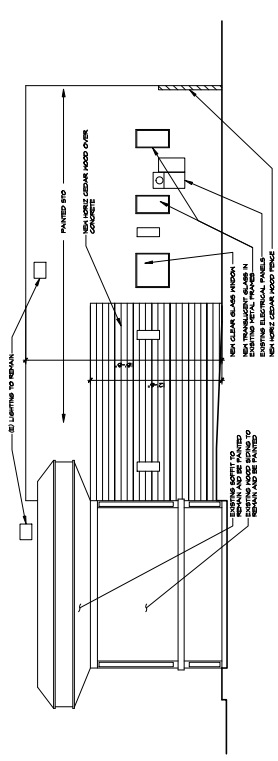 (E) LIGHTING TO REMAIN
PAINTED STO
NEW HORIZ CEDAR WOOD OVER
CONCRETE
EXISTING SOFFIT TO
REMAIN AND BE PAINTED
EXISTING WOOD SIDING TO
REMAIN AND BE PAINTED
NEW CLEAR GLASS WINDOW
NEW TRANSLUCENT GLASS IN
EXISTING METAL FRAMES
EXISTING ELECTRICAL PANELS
NEW HORIZ CEDAR WOOD FENCE